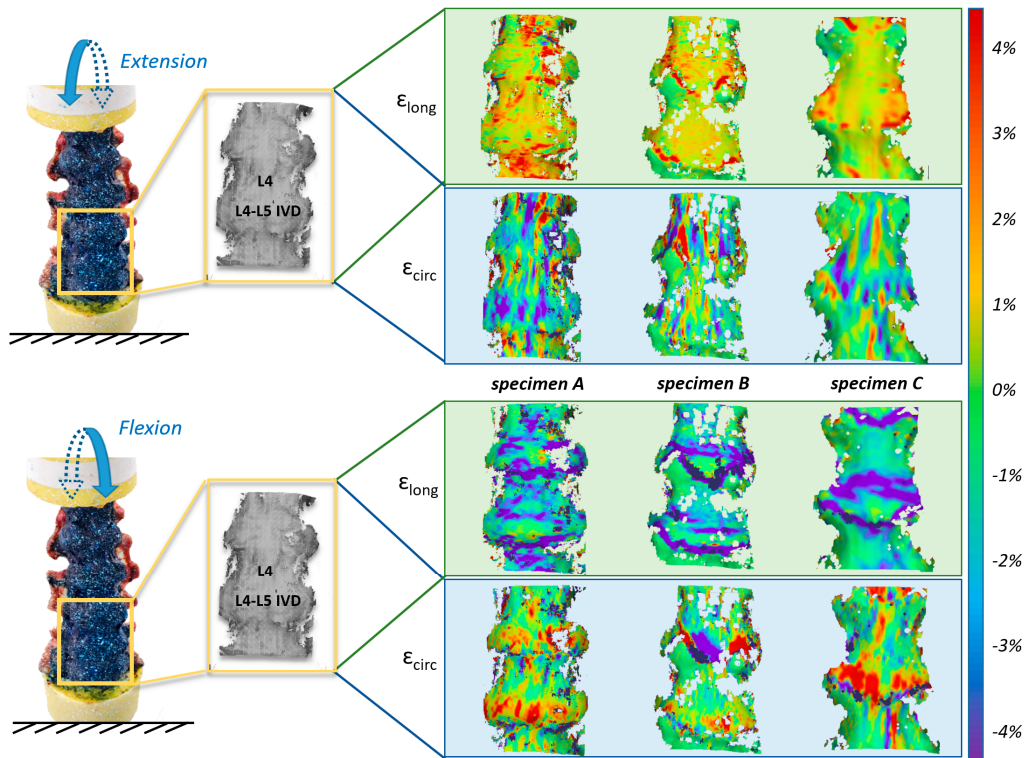 Extension
L4
L4-L5 IVD
εlong
εcirc
4%
3%
2%
1%
0%
-1%
-2%
-3%
-4%
specimen A
specimen B
specimen C
Flexion
L4
L4-L5 IVD
εlong
εcirc